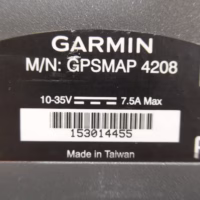 GARMIN
M/N: GPSMAP 4208
10-35V 7.5A Max
153014455
Made in Taiwan